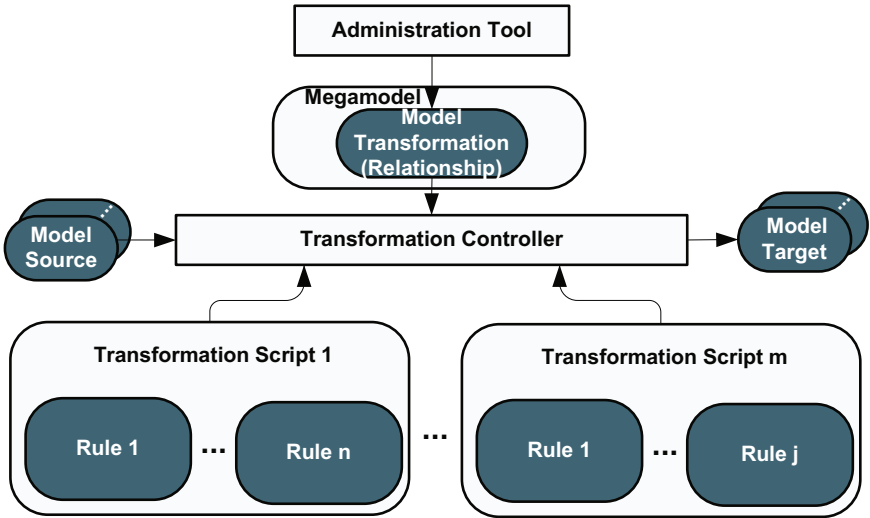 Administration Tool
Megamodel
Model
Transformation
(Relationship)
Model
Source
Transformation Controller
Model
Target
Transformation Script 1
Rule 1
...
Rule n
...
Transformation Script m
Rule 1
...
Rule j